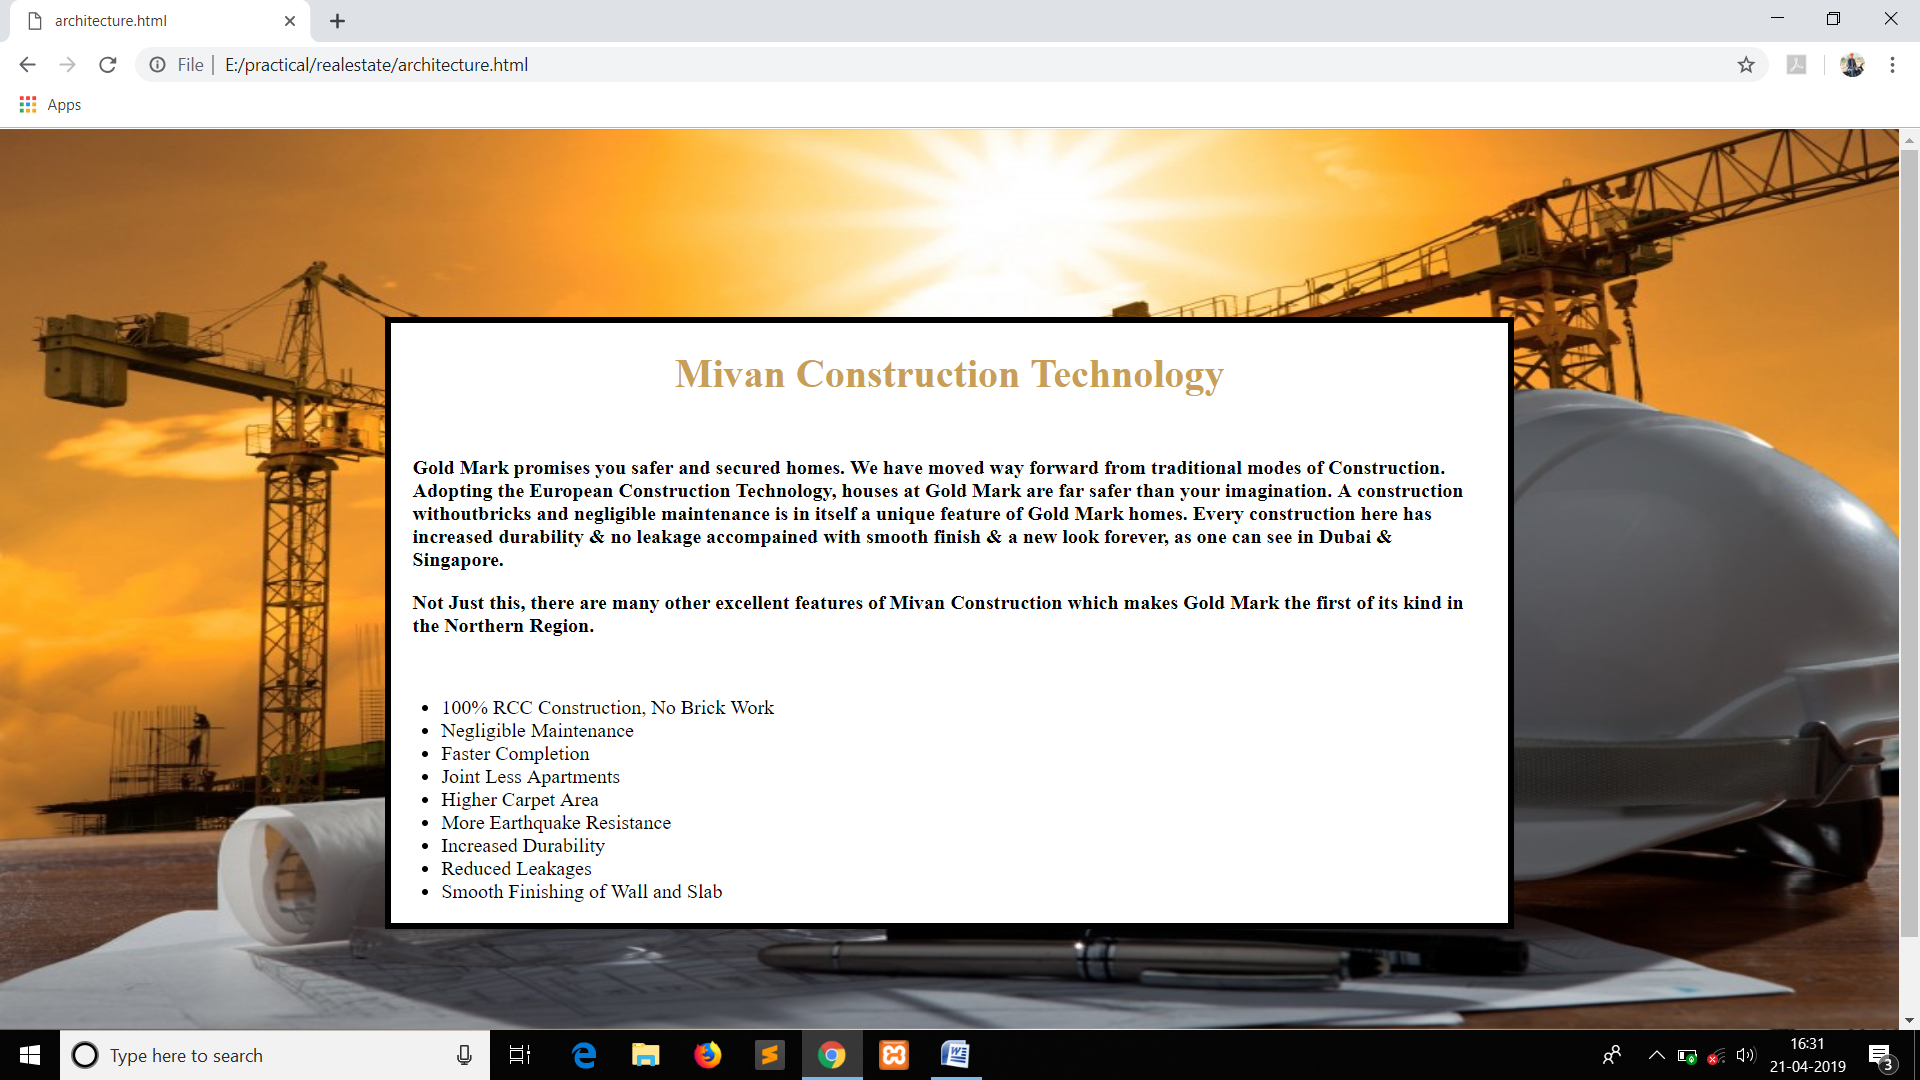 architecture.html
File
E:/practical/realestate/architecture.html
Apps
Mivan Construction Technology
Gold Mark promises you safer and secured homes. We have moved way forward from traditional modes of Construction.
Adopting the European Construction Technology, houses at Gold Mark are far safer than your imagination. A construction
withoutbricks and negligible maintenance is in itself a unique feature of Gold Mark homes. Every construction here has
increased durability & no leakage accompained with smooth finish & a new look forever, as one can see in Dubai &
Singapore.
Not Just this, there are many other excellent features of Mivan Construction which makes Gold Mark the first of its kind in
the Northern Region.
• 100% RCC Construction, No Brick Work
• Negligible Maintenance
• Faster Completion
• Joint Less Apartments
• Higher Carpet Area
• More Earthquake Resistance
• Increased Durability
• Reduced Leakages
• Smooth Finishing of Wall and Slab
Type here to search
16:31
21-04-2019
3